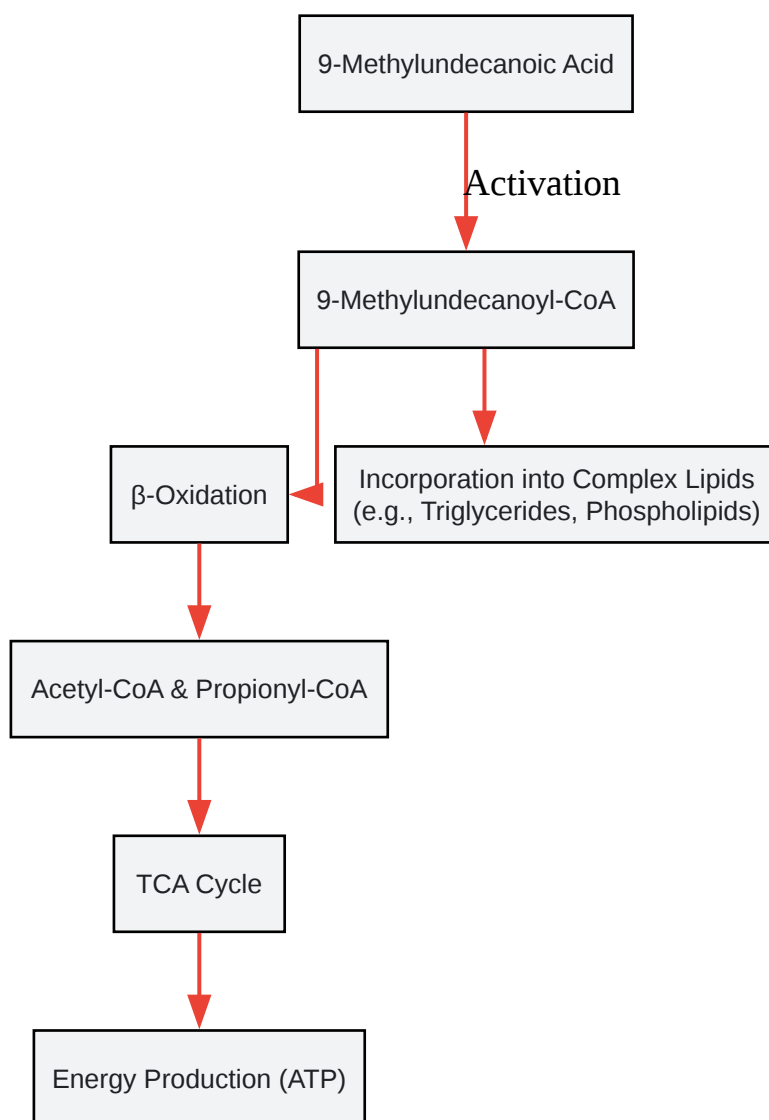 9-Methylundecanoic Acid
Activation
9-Methylundecanoyl-CoA
β-Oxidation
Incorporation into Complex Lipids
(e.g., Triglycerides, Phospholipids)
Acetyl-CoA & Propionyl-CoA
TCA Cycle
Energy Production (ATP)